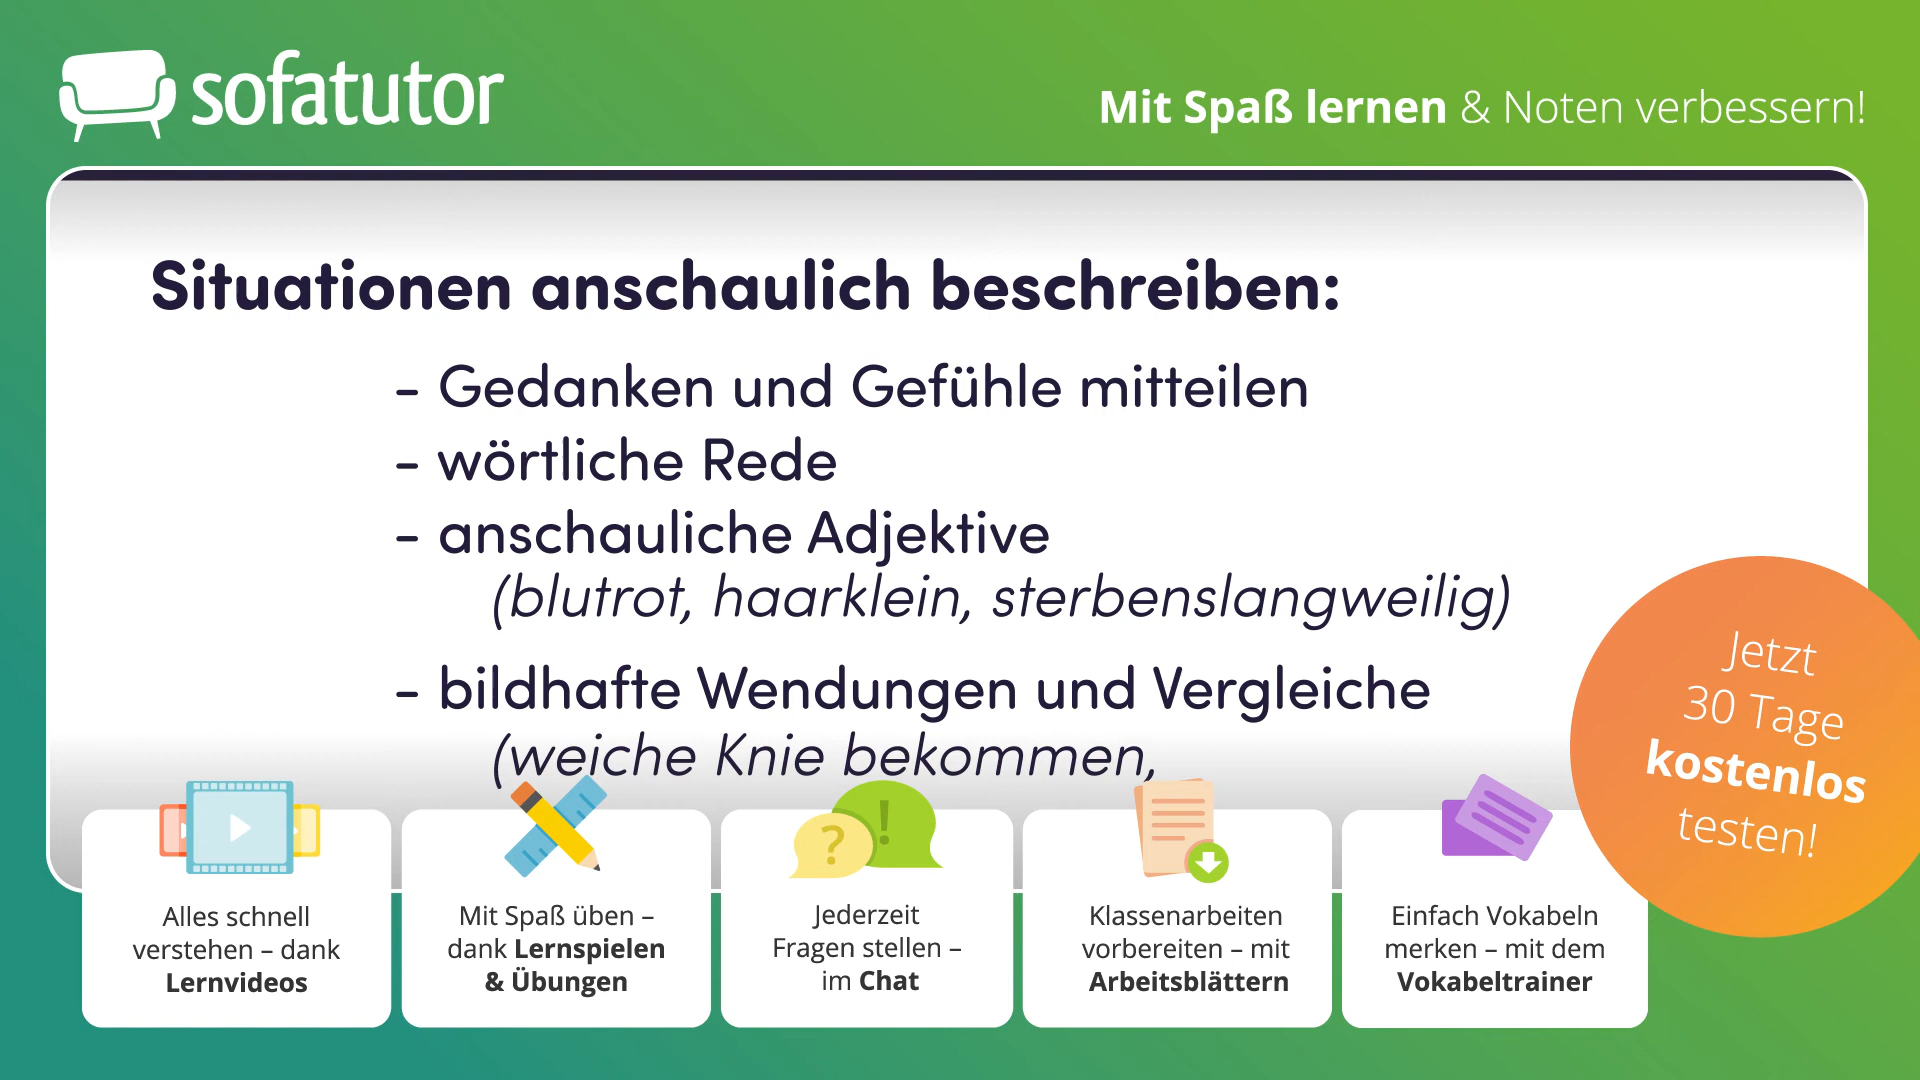 sofatutor
Mit Spaß lernen & Noten verbessern!
Situationen anschaulich beschreiben:
- Gedanken und Gefühle mitteilen
- wörtliche Rede
- anschauliche Adjektive
(blutrot, haarklein, sterbenslangweilig)
- bildhafte Wendungen und Vergleiche
(weiche Knie bekommen,
Jetzt
30 Tage
kostenlos
testen!
? !
Alles schnell
verstehen – dank
Lernvideos
Mit Spaß üben –
dank Lernspielen
& Übungen
Jederzeit
Fragen stellen –
im Chat
Klassenarbeiten
vorbereiten – mit
Arbeitsblättern
Einfach Vokabeln
merken – mit dem
Vokabeltrainer